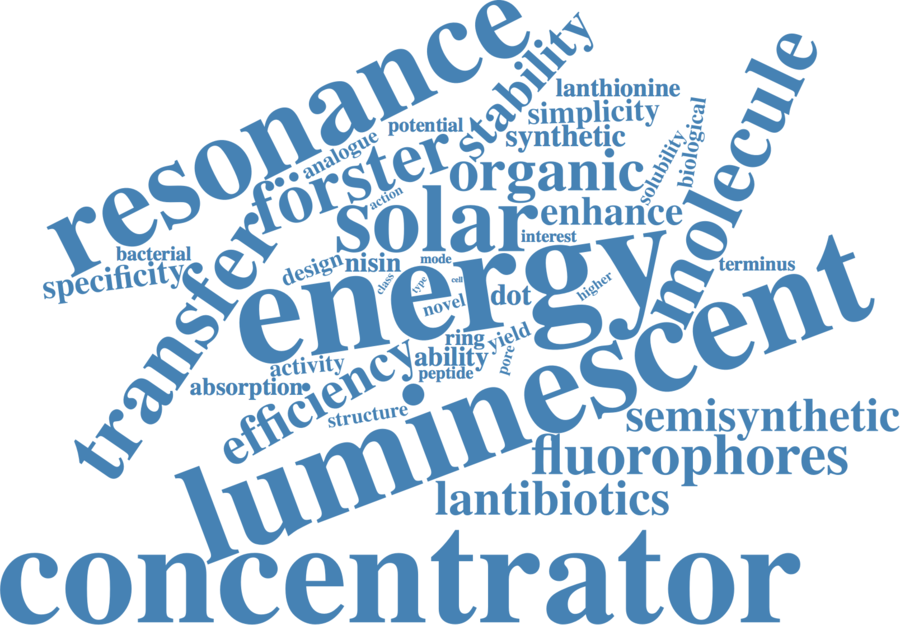 resonance
stability
molecule
lanthionine
simplicity
potential
synthetic
analogue
förster
solubility
biological
organic
action
solar
enhance
transfer
interest
bacterial
specificity
design
nisin
mode
energy
class
type
cell
novel
dot
higher
terminus
ring
yield
activity
ability
pore
absorption
efficiency
peptide
structure
luminescent
semisynthetic
fluorophores
lantibiotics
concentrator